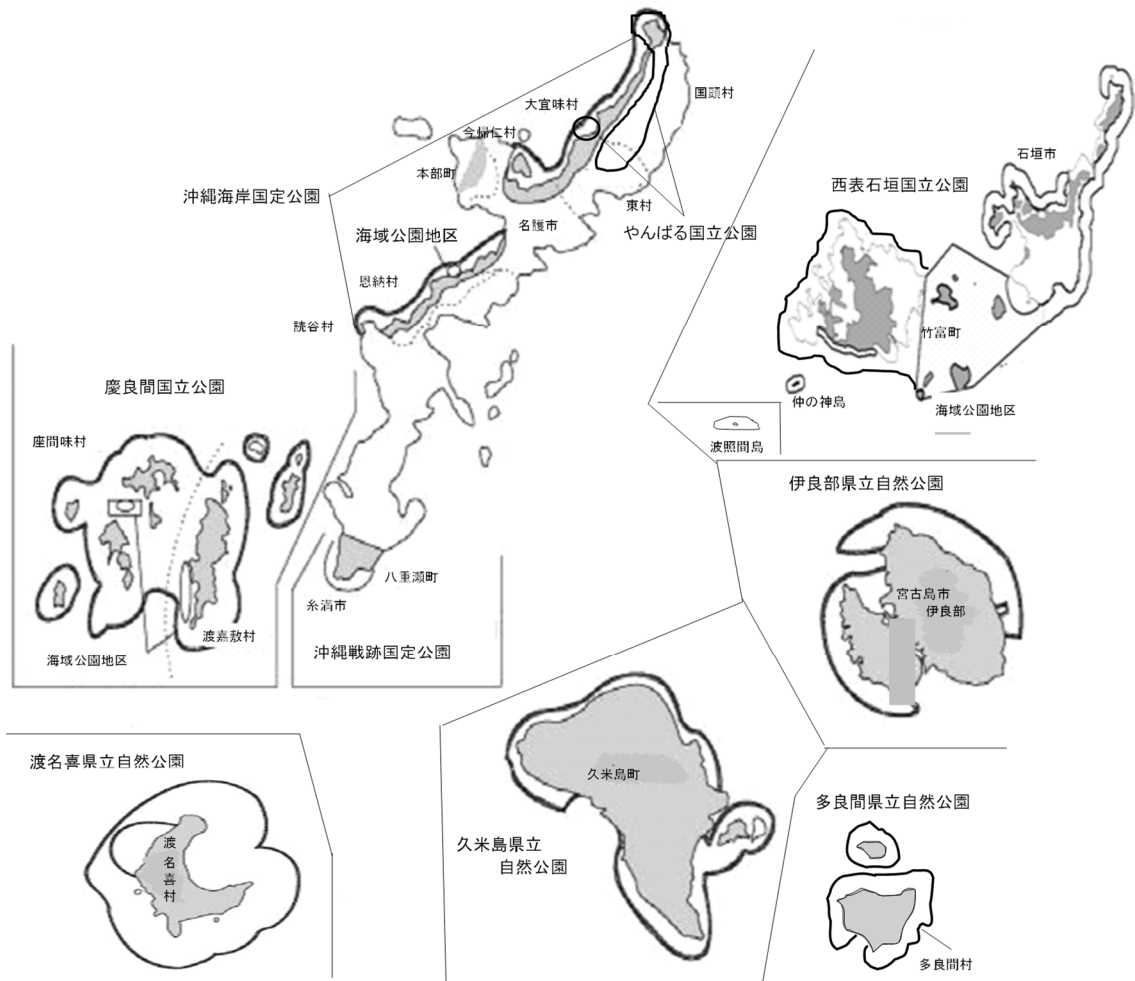 国頭村
大宜味村
今帰仁村
本部町
沖縄海岸国定公園
東村
名護市
やんばる国立公園
海域公園地区
恩納村
読谷村
石垣市
西表石垣国立公園
竹富町
仲の神島
海域公園地区
波照間島
慶良間国立公園
座間味村
渡嘉敷村
海域公園地区
八重瀬町
糸満市
沖縄戦跡国定公園
伊良部県立自然公園
宮古島市
伊良部
渡名喜県立自然公園
渡名喜村
久米島町
久米島県立
自然公園
多良間県立自然公園
多良間村